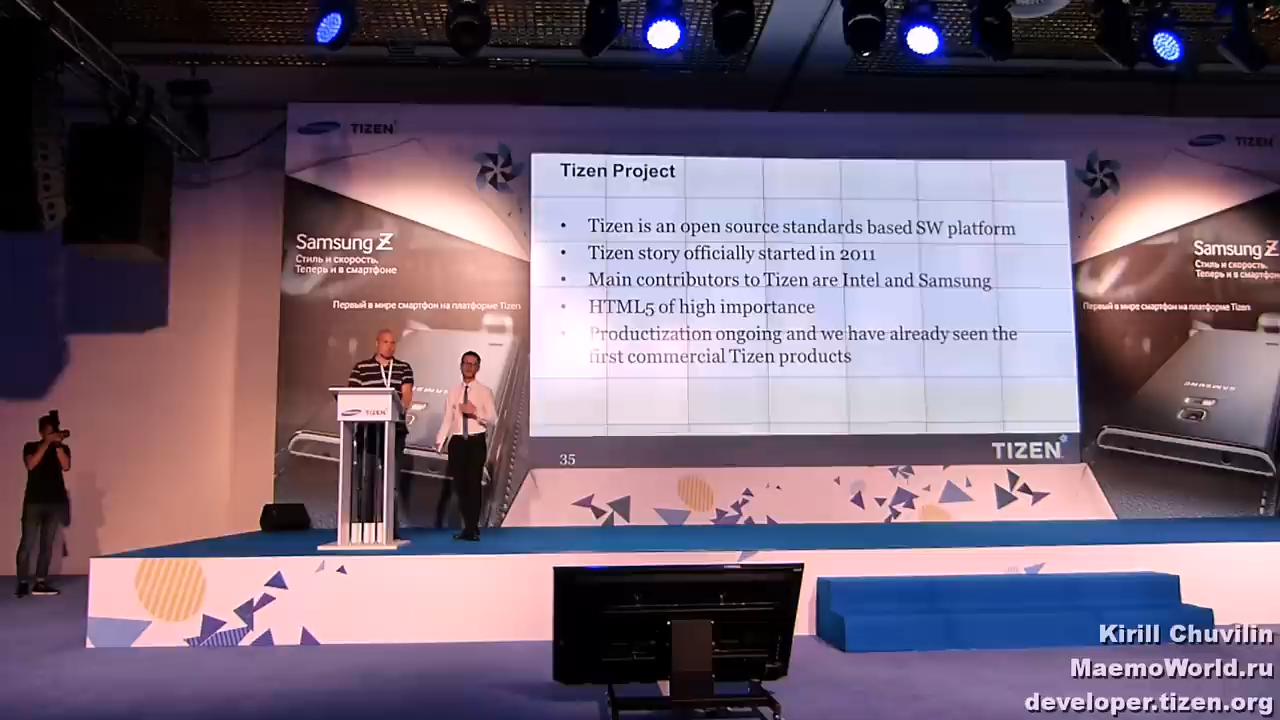 TIZEN
TIZEN
Samsung Z
Стиль и скорость.
Теперь и в смартфоне
Первый в мире смартфон на платформе Tizen
Tizen Project
• Tizen is an open source standards based SW platform
• Tizen story officially started in 2011
• Main contributors to Tizen are Intel and Samsung
• HTML5 of high importance
• Productization ongoing and we have already seen the
first commercial Tizen products
35
TIZEN
Samsung Z
Стиль и скорость.
Теперь и в смартфоне
Первый в мире смартфон на платформе Tizen
SAMSUNG
TIZEN
Kirill Chuvilin
MaemoWorld.ru
developer.tizen.org